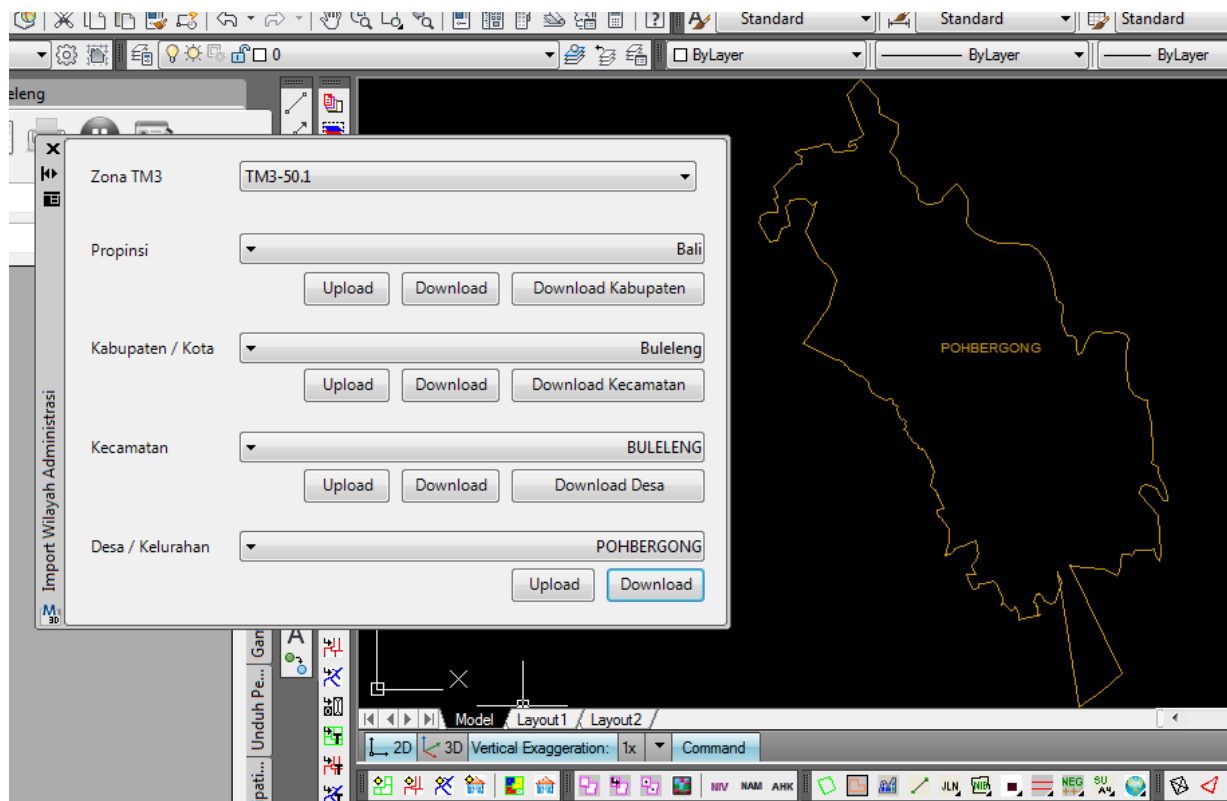 Standard
Standard
Standard
0
ByLayer
ByLayer
ByLayer
eleng
Zona TM3
TM3-50.1
Propinsi
Bali
Upload
Download
Download Kabupaten
Kabupaten / Kota
Buleleng
Upload
Download
Download Kecamatan
Kecamatan
BULELENG
Upload
Download
Download Desa
Desa / Kelurahan
POHBERGONG
Upload
Download
Import Wilayah Administrasi
POHBERGONG
Gan
Unduh Pe...
pati...
Model
Layout1
Layout2
2D
3D
Vertical Exaggeration:
1x
Command
NIV
NAM
AHK
JLN
NIB
NEG
SU
A4